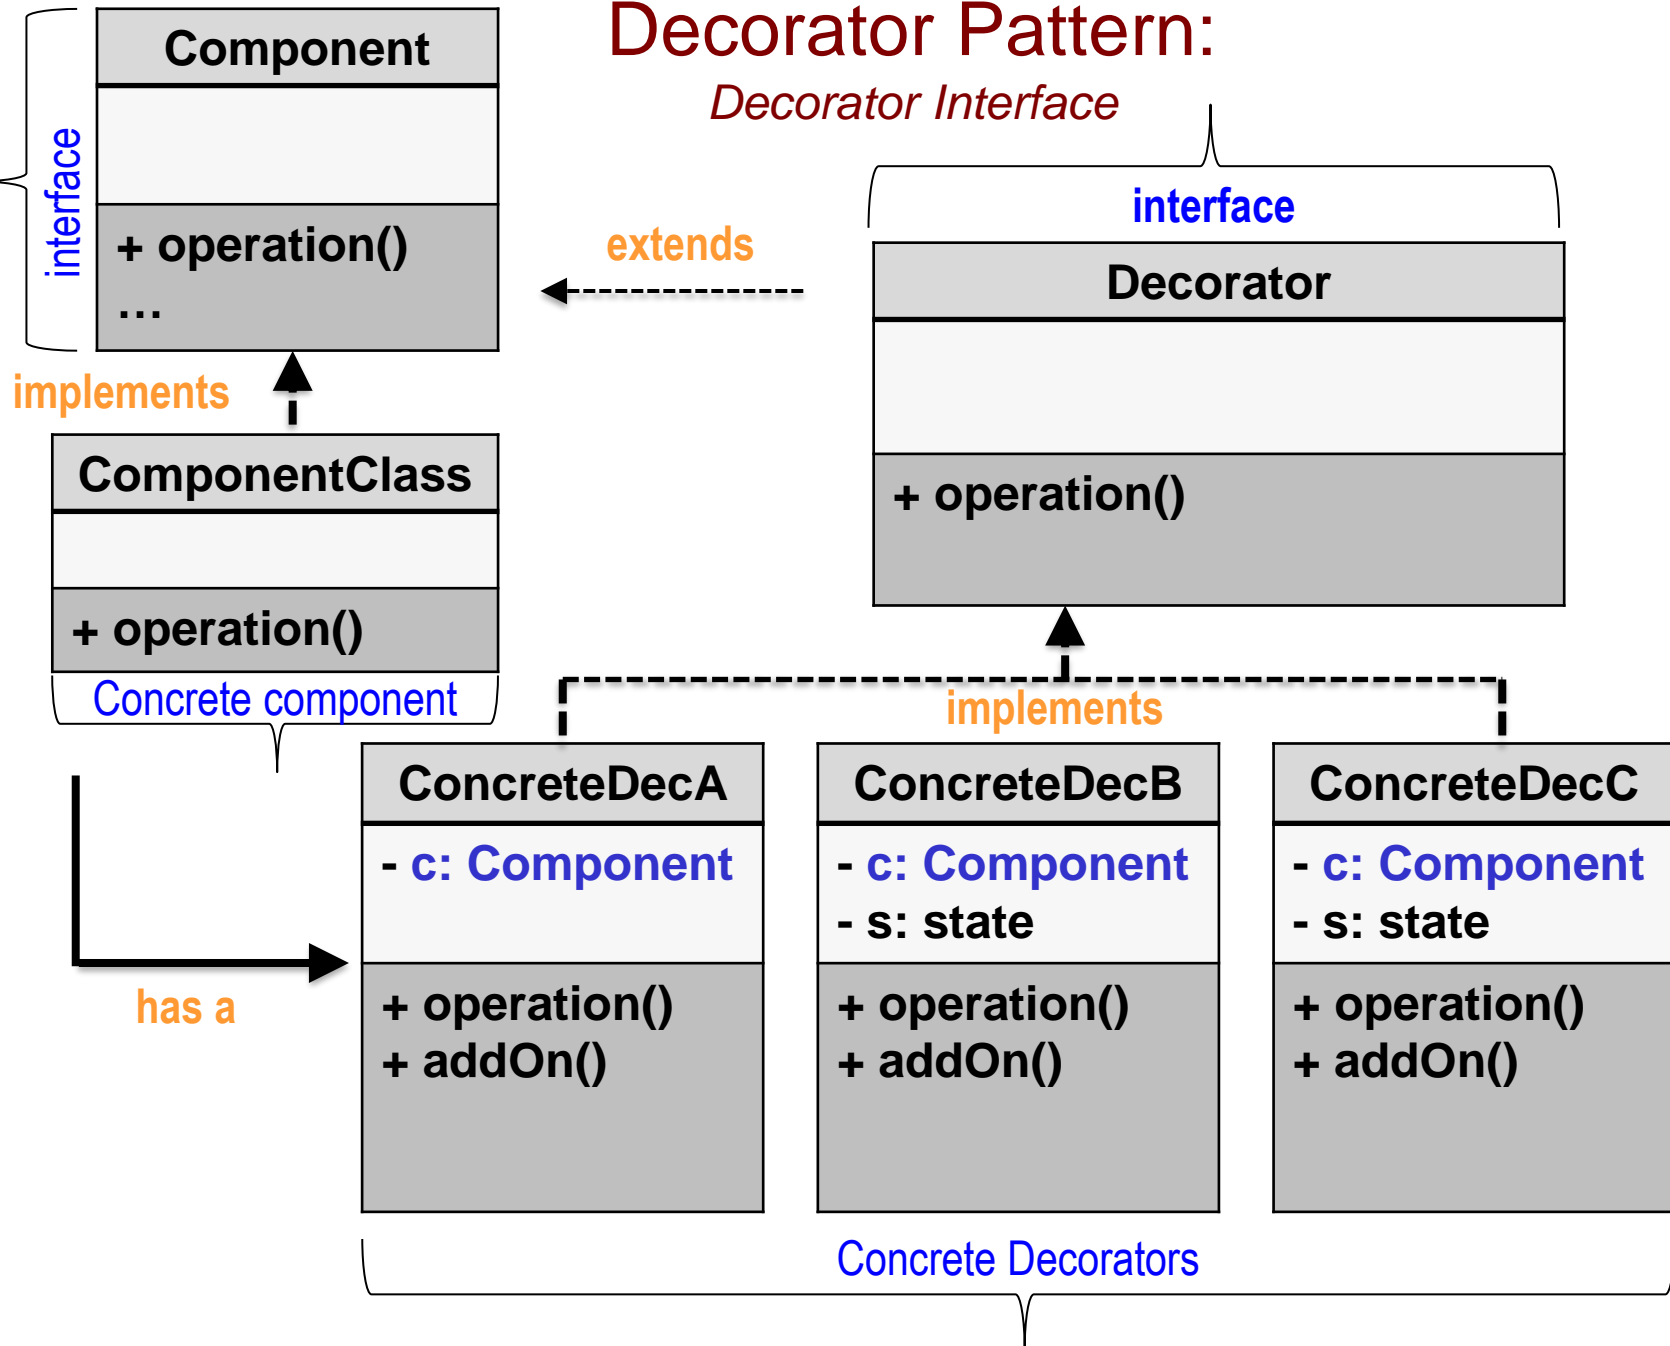 Decorator Pattern:
Decorator Interface
Component
+ operation()
…
interface
extends
interface
Decorator
+ operation()
implements
ComponentClass
+ operation()
Concrete component
implements
has a
ConcreteDecA
- c: Component
+ operation()
+ addOn()
ConcreteDecB
- c: Component
- s: state
+ operation()
+ addOn()
ConcreteDecC
- c: Component
- s: state
+ operation()
+ addOn()
Concrete Decorators